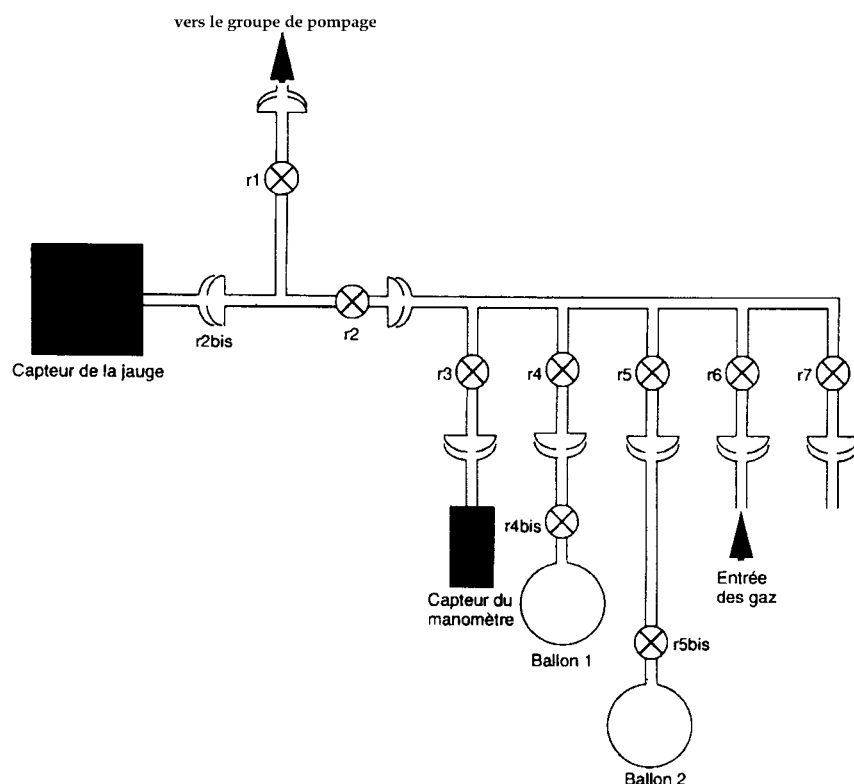 vers le groupe de pompage
r1
r2bis
r2
Capteur de la jauge
r3
r4
r5
r6
r7
r4bis
Capteur du
manomètre
Ballon 1
Entrée
des gaz
r5bis
Ballon 2